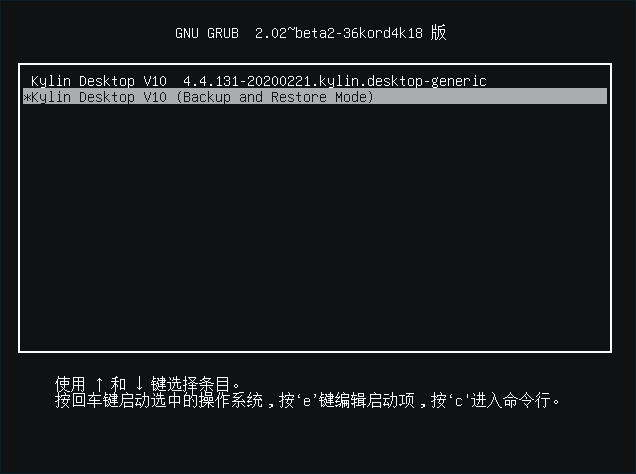 GNU GRUB  2.02~beta2-36kord4k18 版
Kylin Desktop V10  4.4.131-20200221.kylin.desktop-generic
*Kylin Desktop V10 (Backup and Restore Mode)
使用 ↑ 和 ↓ 键选择条目。
按回车键启动选中的操作系统，按‘e’键编辑启动项，按‘c'进入命令行。